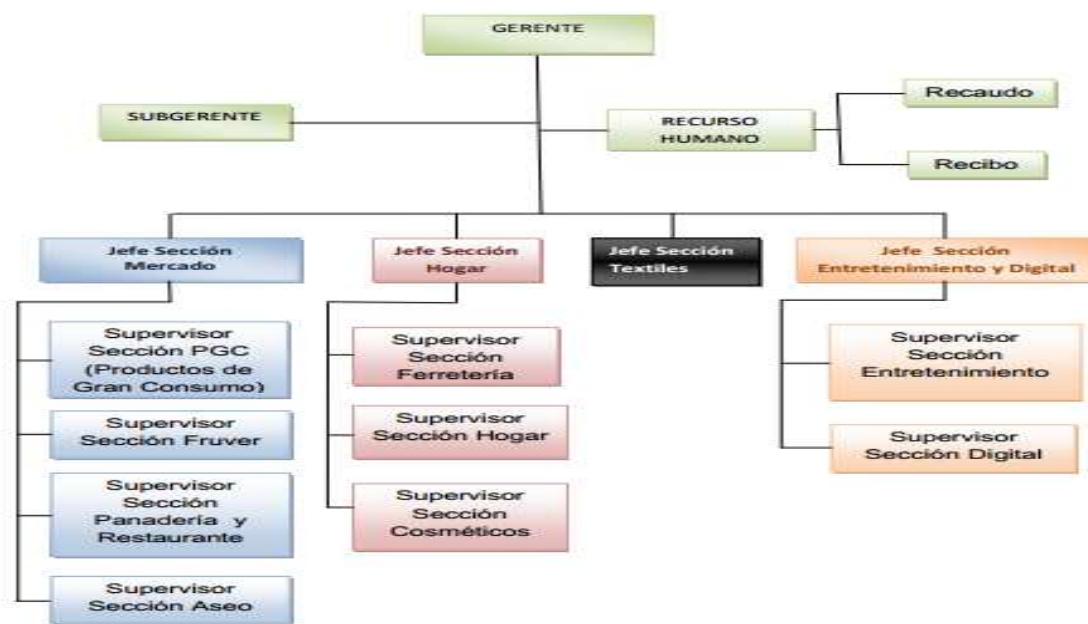 GERENTE
SUBGERENTE
RECURSO
HUMANO
Recaudo
Recibo
Jefe Sección
Mercado
Jefe Sección
Hogar
Jefe Sección
Textiles
Jefe Sección
Entretenimiento y Digital
Supervisor
Sección PGC
(Productos de
Gran Consumo)
Supervisor
Sección Fruver
Supervisor
Sección
Panadería y
Restaurante
Supervisor
Sección Aseo
Supervisor
Sección
Ferretería
Supervisor
Sección Hogar
Supervisor
Sección
Cosméticos
Supervisor
Sección
Entretenimiento
Supervisor
Sección Digital